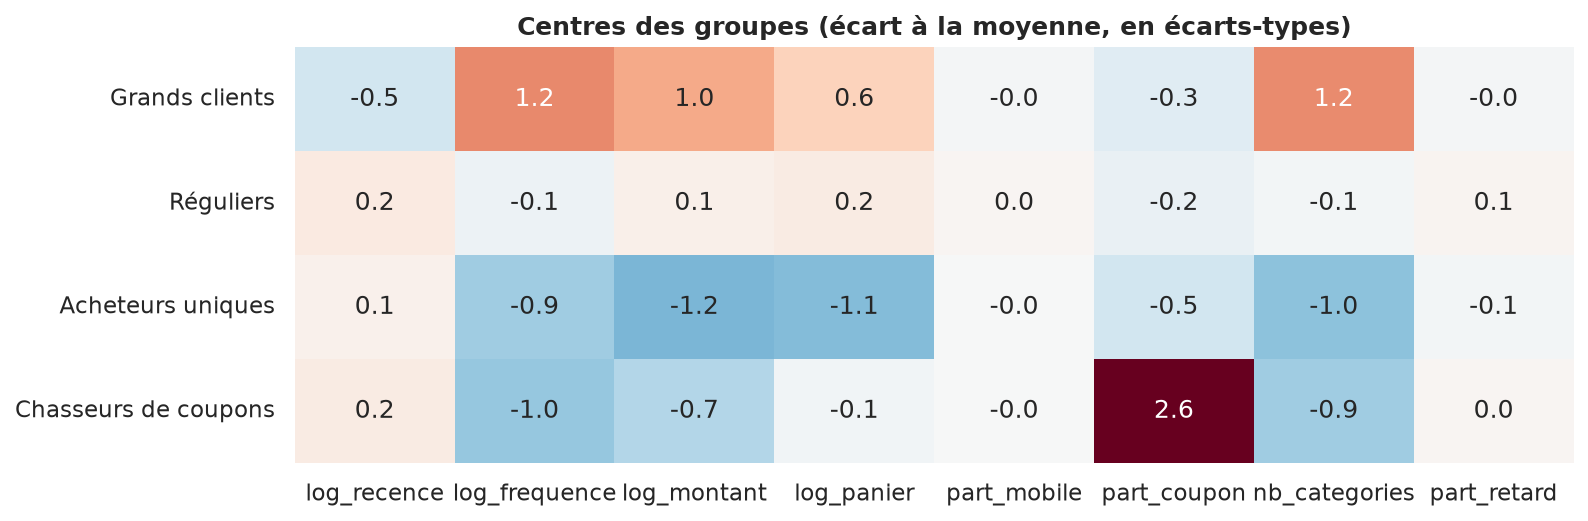 Centres des groupes (écart à la moyenne, en écarts-types)
Grands clients -0.5 1.2 1.0 0.6 -0.0 -0.3 1.2 -0.0
Réguliers 0.2 -0.1 0.1 0.2 0.0 -0.2 -0.1 0.1
Acheteurs uniques 0.1 -0.9 -1.2 -1.1 -0.0 -0.5 -1.0 -0.1
Chasseurs de coupons 0.2 -1.0 -0.7 -0.1 -0.0 2.6 -0.9 0.0
log_recence log_frequence log_montant log_panier part_mobile part_coupon nb_categories part_retard